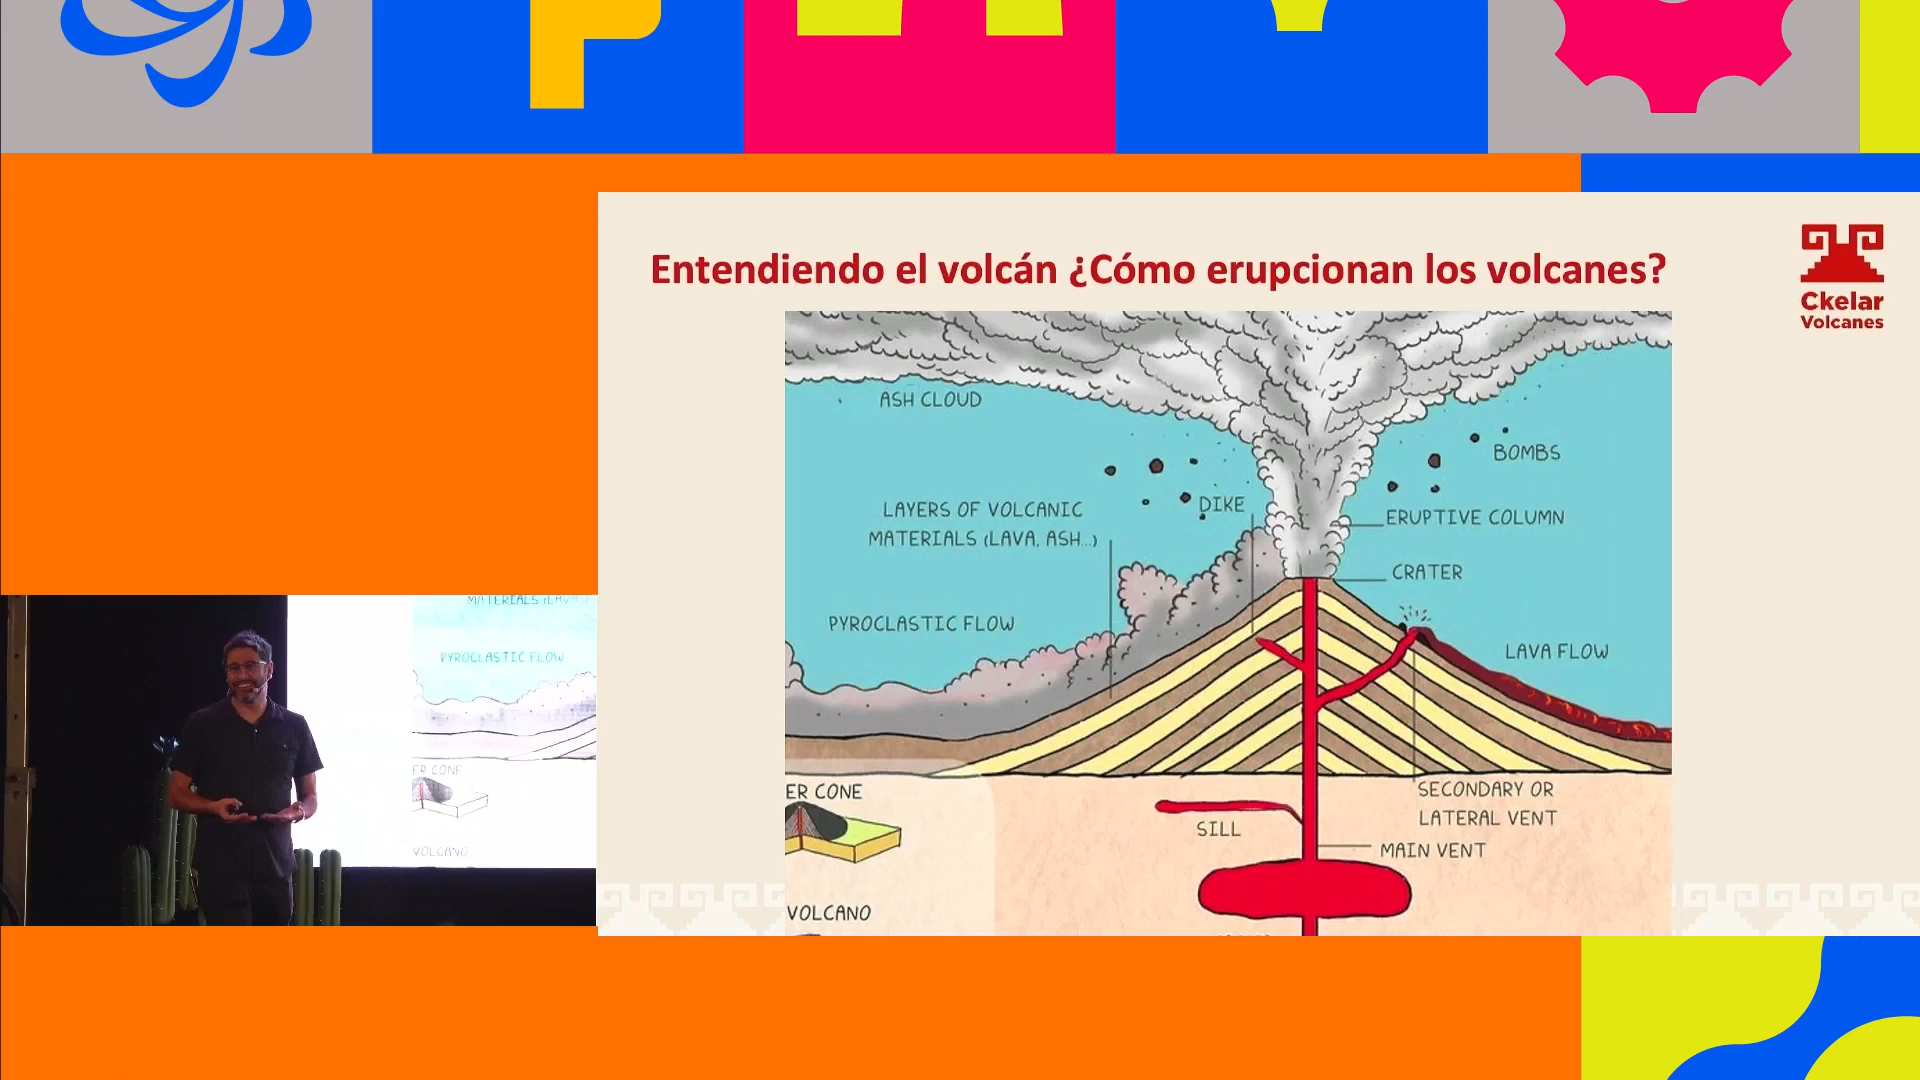 Entendiendo el volcán ¿Cómo erupcionan los volcanes?
Ckelar
Volcanes
ASH CLOUD
BOMBS
LAYERS OF VOLCANIC
MATERIALS (LAVA, ASH...)
DIKE
ERUPTIVE COLUMN
CRATER
PYROCLASTIC FLOW
LAVA FLOW
ER CONE
SILL
SECONDARY OR
LATERAL VENT
MAIN VENT
VOLCANO
MATERIALS (LAVA,
PYROCLASTIC FLOW
ER CONE
VOLCANO